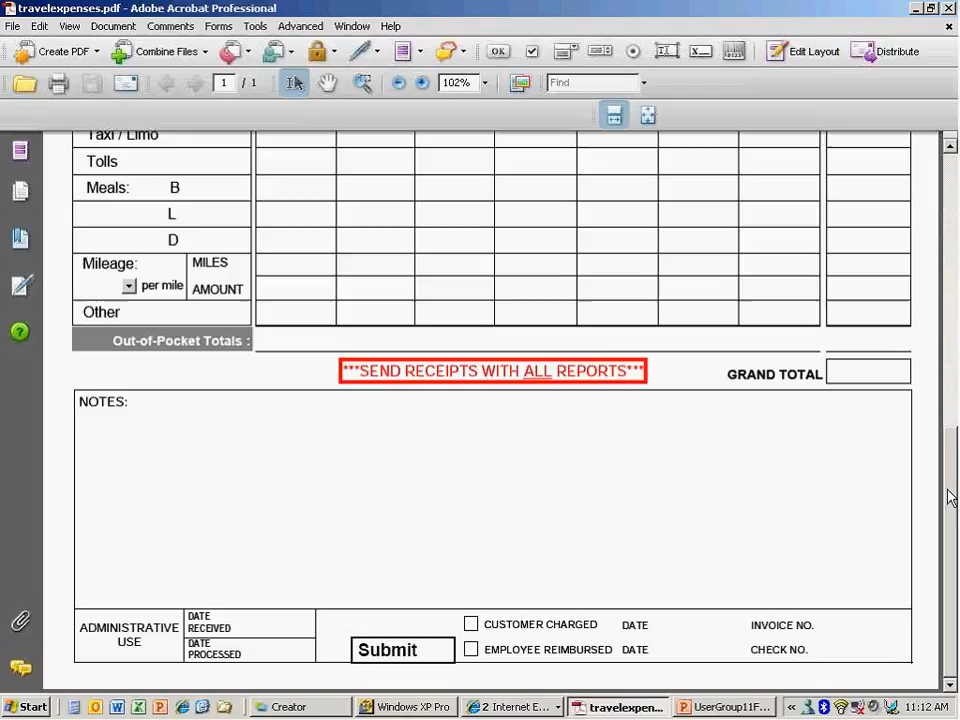 travelexpenses.pdf - Adobe Acrobat Professional
File Edit View Document Comments Forms Tools Advanced Window Help
Create PDF Combine Files OK Edit Layout Distribute
1 / 1 102% Find
Taxi / Limo
Tolls
Meals: B
L
D
Mileage: MILES
per mile AMOUNT
Other
Out-of-Pocket Totals :
***SEND RECEIPTS WITH ALL REPORTS*** GRAND TOTAL
NOTES:
ADMINISTRATIVE USE
DATE RECEIVED
DATE PROCESSED
Submit
CUSTOMER CHARGED DATE INVOICE NO.
EMPLOYEE REIMBURSED DATE CHECK NO.
Start Creator Windows XP Pro 2 Internet E... travelexpen... UserGroup11F... « 11:12 AM